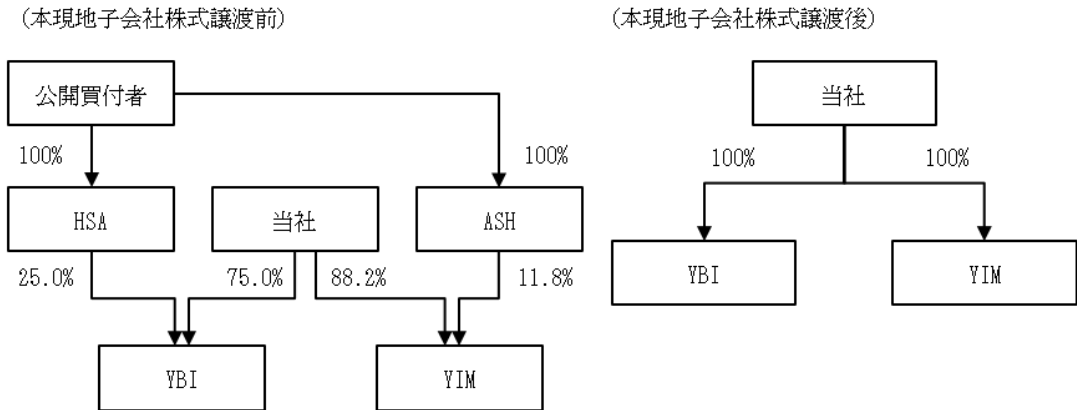 (本現地子会社株式譲渡前)
公開買付者
100%
100%
HSA
当社
ASH
25.0%
75.0%
88.2%
11.8%
YBI
YIM
(本現地子会社株式譲渡後)
当社
100%
100%
YBI
YIM